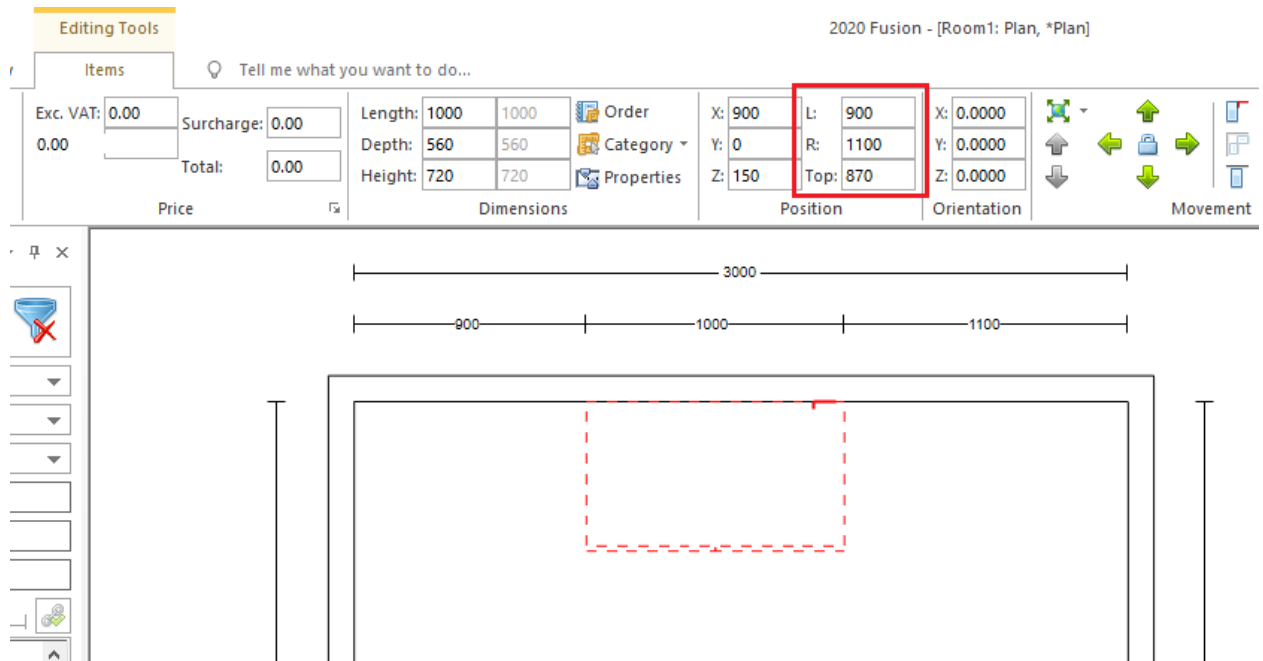 Editing Tools
2020 Fusion - [Room1: Plan, *Plan]
Items
Tell me what you want to do...
Exc. VAT: 0.00
0.00
Surcharge: 0.00
Total: 0.00
Price
Length: 1000 1000
Depth: 560 560
Height: 720 720
Order
Category
Properties
Dimensions
X: 900 L: 900
Y: 0 R: 1100
Z: 150 Top: 870
Position
X: 0.0000
Y: 0.0000
Z: 0.0000
Orientation
Movement
3000
900 1000 1100